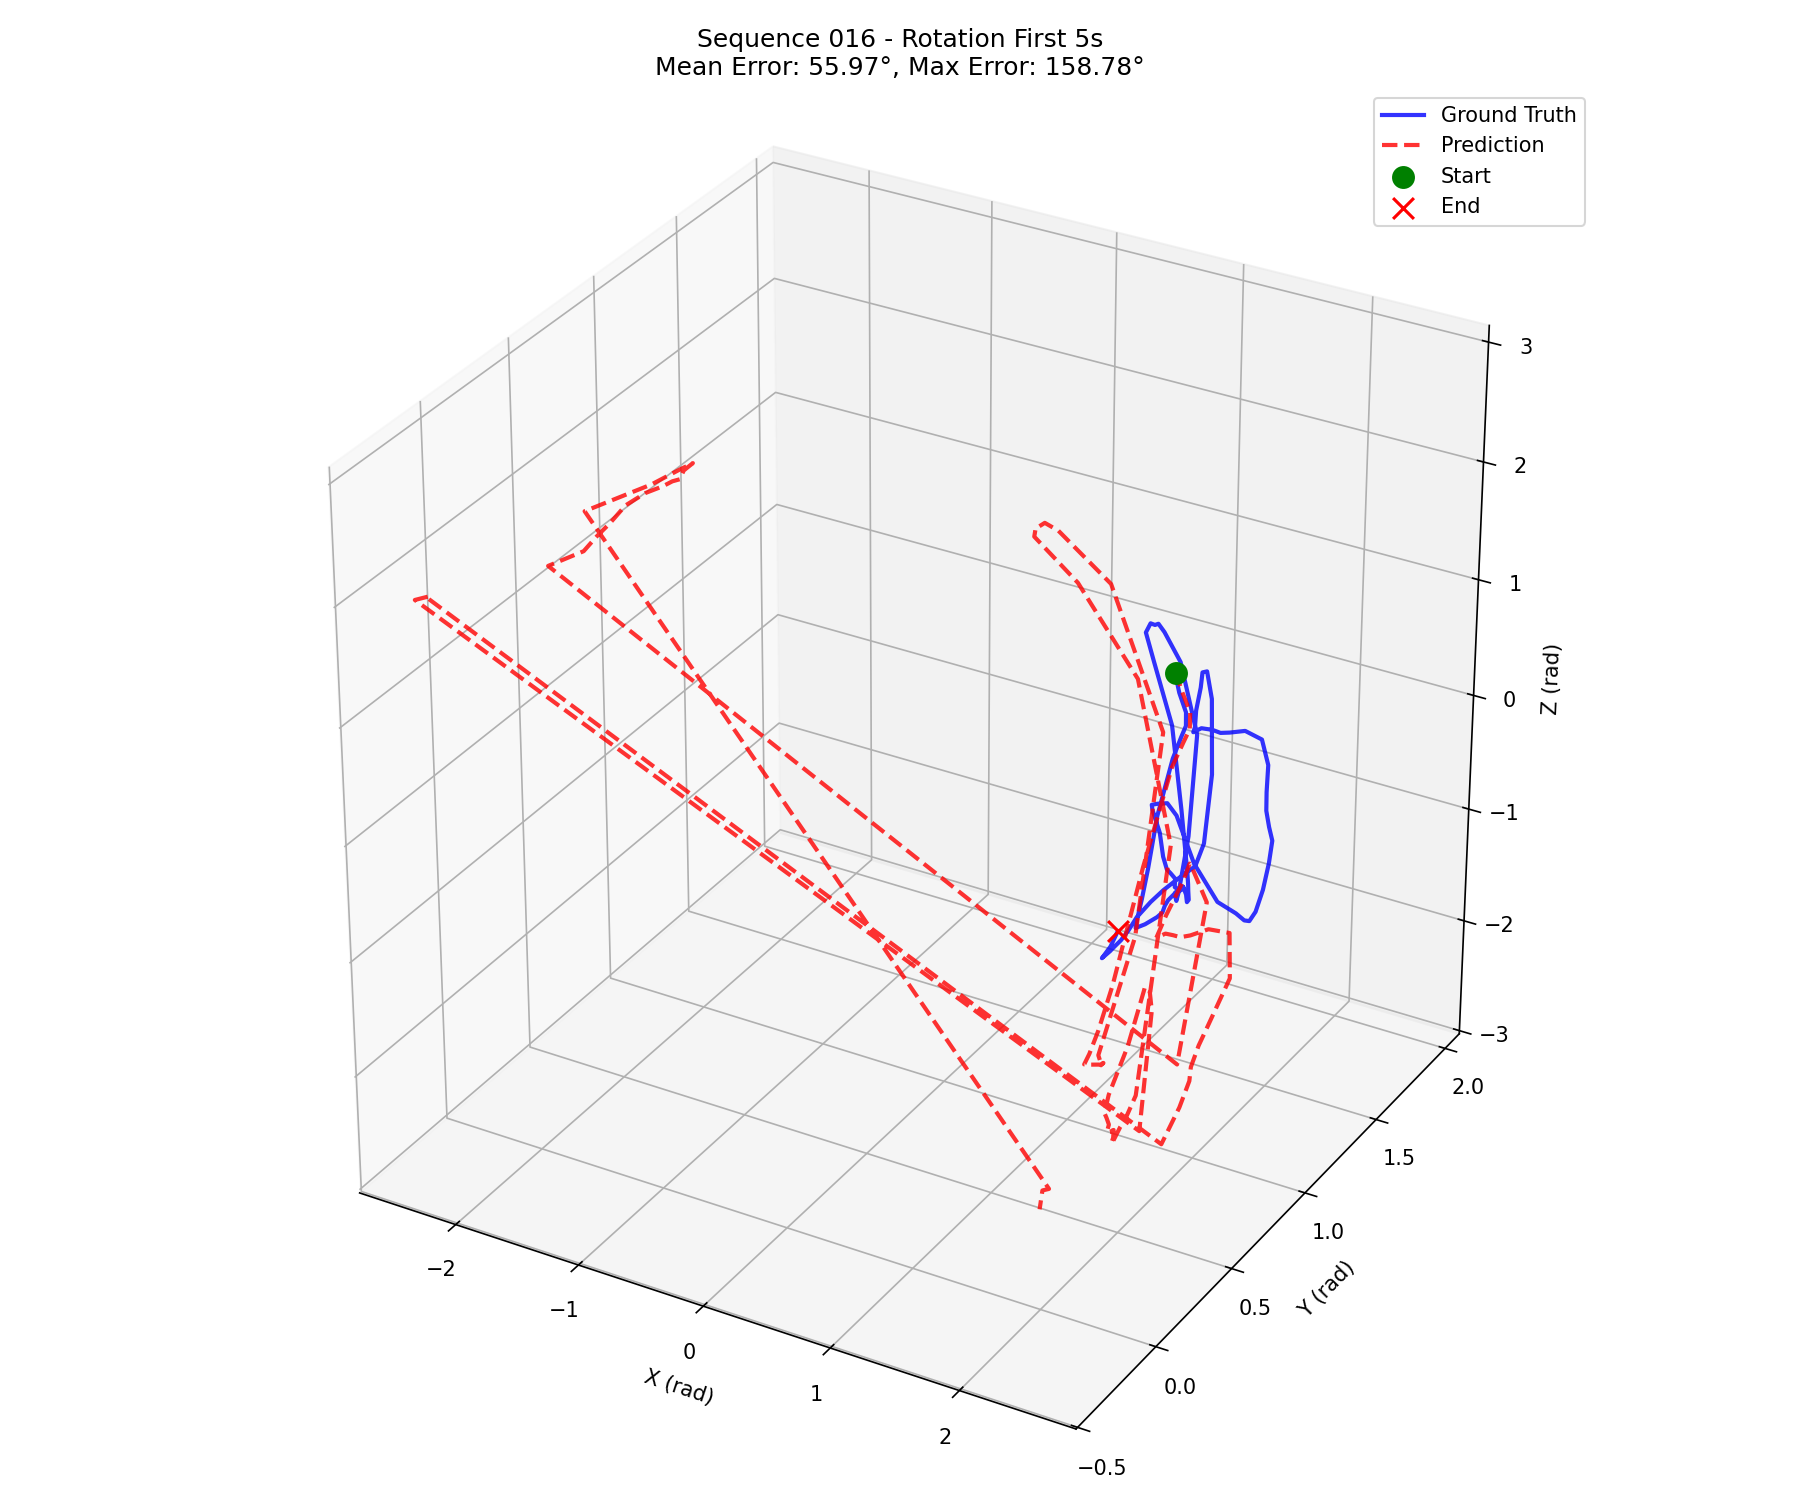 Sequence 016 - Rotation First 5s
Mean Error: 55.97°, Max Error: 158.78°
Ground Truth
Prediction
Start
End
3
2
1
0
−1
−2
−3
Z (rad)
2.0
1.5
1.0
0.5
0.0
−0.5
Y (rad)
−2
−1
0
1
2
X (rad)